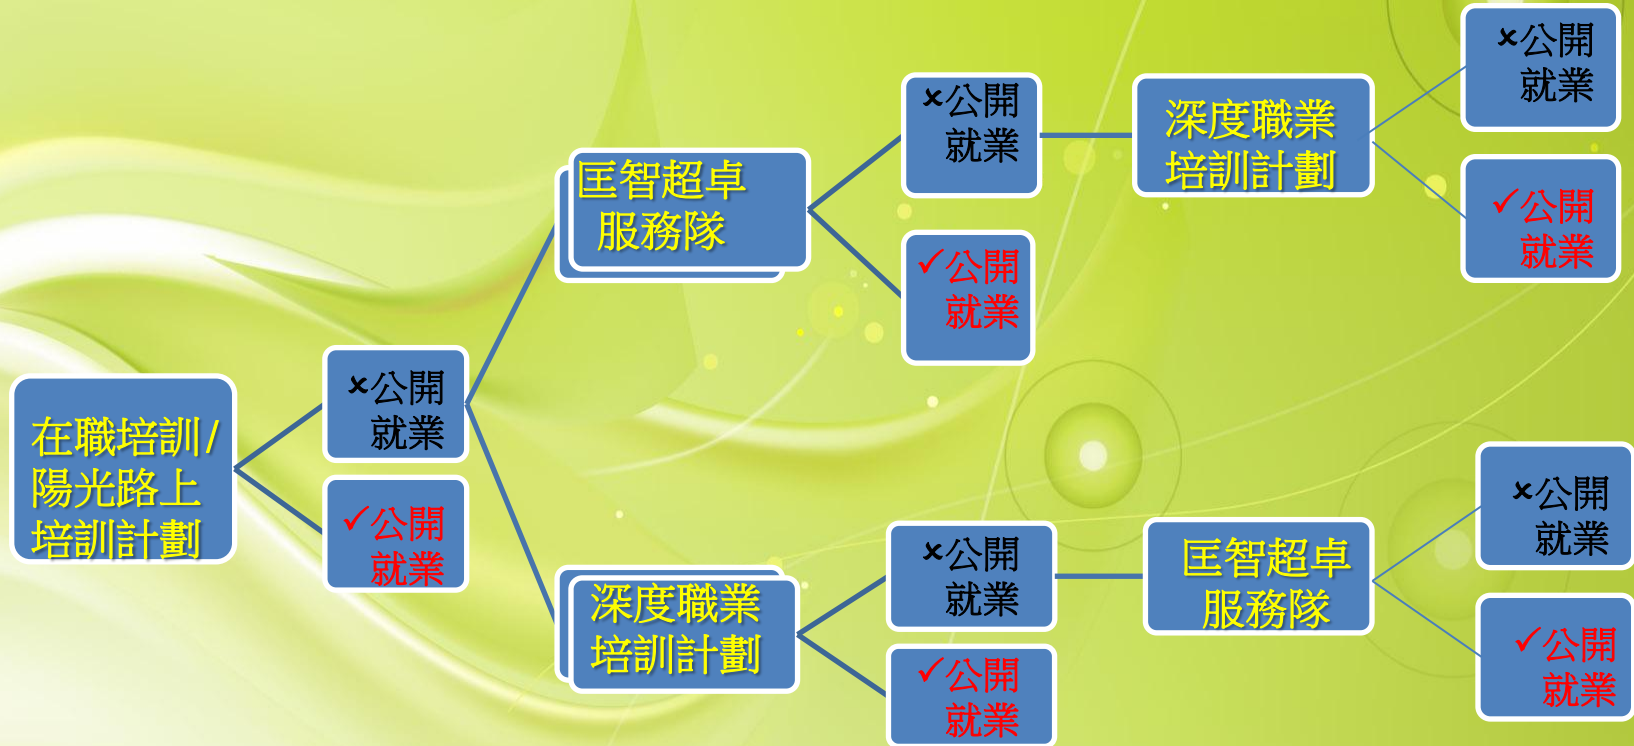 在職培訓/
陽光路上
培訓計劃
×公開
就業
✓公開
就業
匡智超卓
服務隊
×公開
就業
✓公開
就業
深度職業
培訓計劃
×公開
就業
✓公開
就業
深度職業
培訓計劃
×公開
就業
✓公開
就業
匡智超卓
服務隊
×公開
就業
✓公開
就業